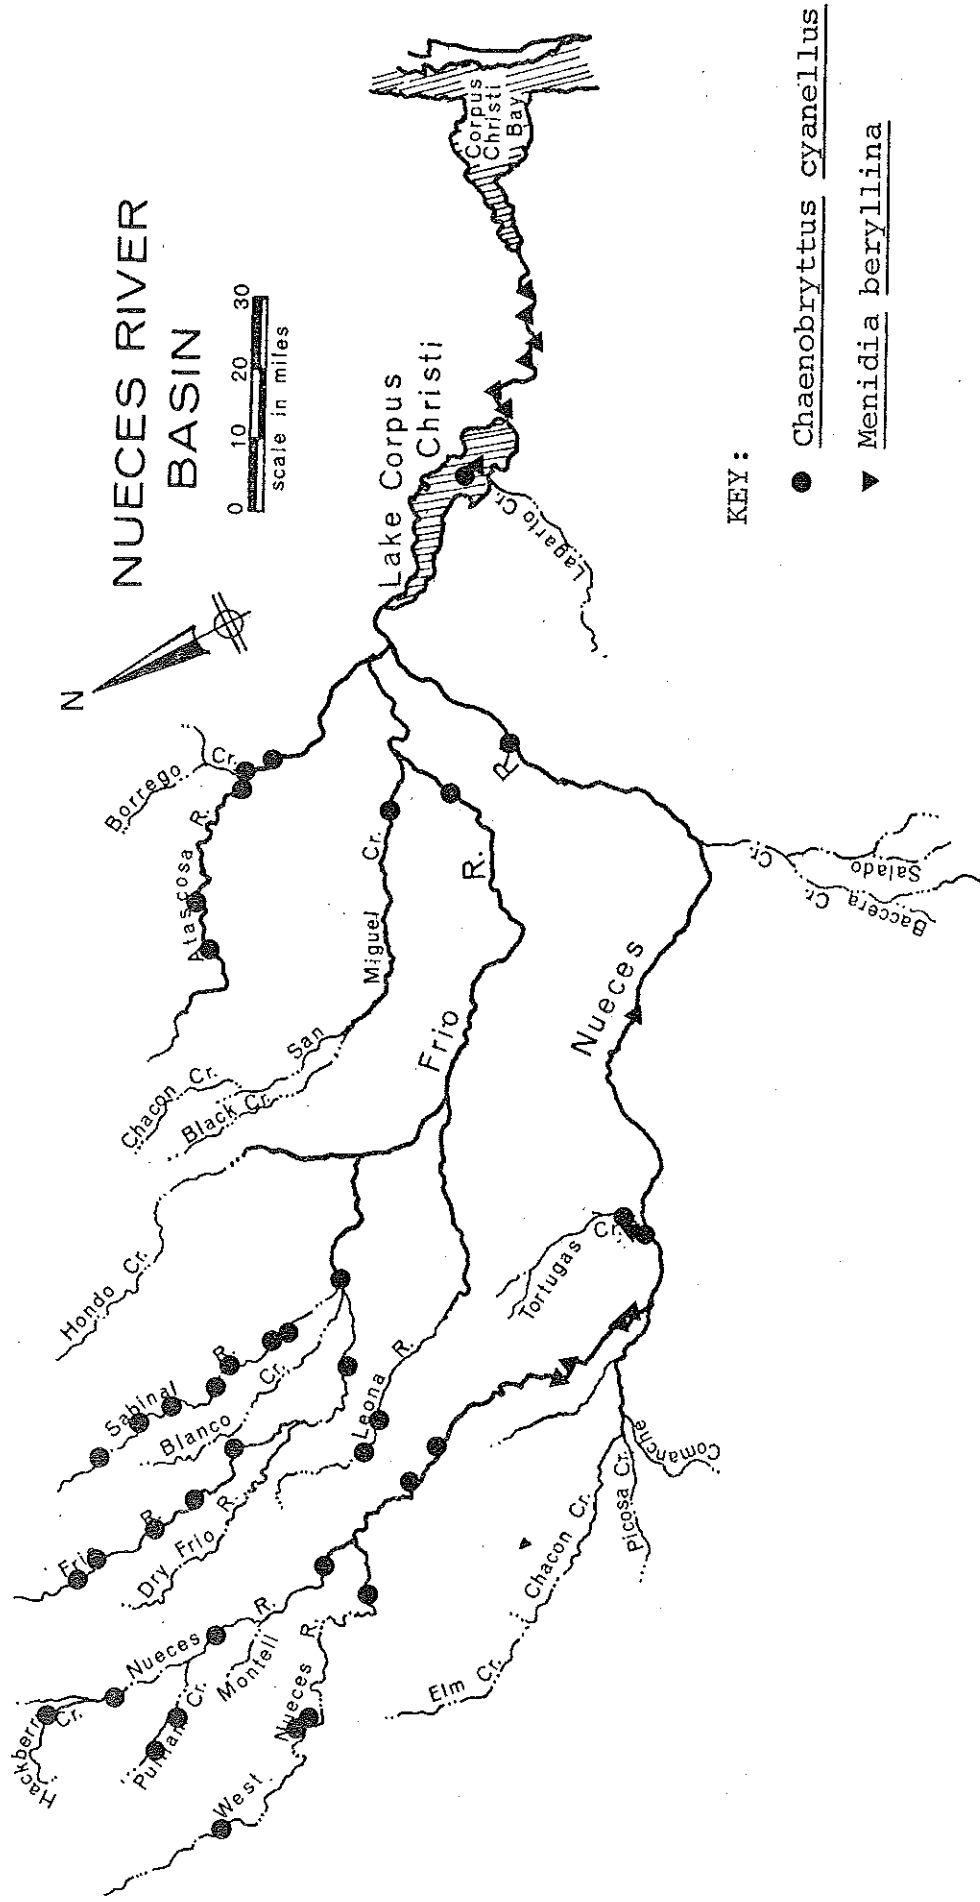 NUECES RIVER
BASIN
0 10 20 30
scale in miles
N
Corpus
Christi
Bay
Lake Corpus
Christi
Lagarto Cr.
Borrego Cr.
Atascosa R.
San Miguel Cr.
Chacon Cr.
Black Cr.
Frio R.
Nueces R.
Salado Cr.
Baccera Cr.
Hondo Cr.
Sabinal R.
Blanco Cr.
Leona R.
Frio R.
Dry Frio R.
Tortugas Cr.
Comanche
Picosa Cr.
Chacon Cr.
Elm Cr.
Nueces R.
Montell
Cr.
Hackberry
Cr.
West Nueces R.
KEY:
● Chaenobryttus cyanellus
▼ Menidia beryllina